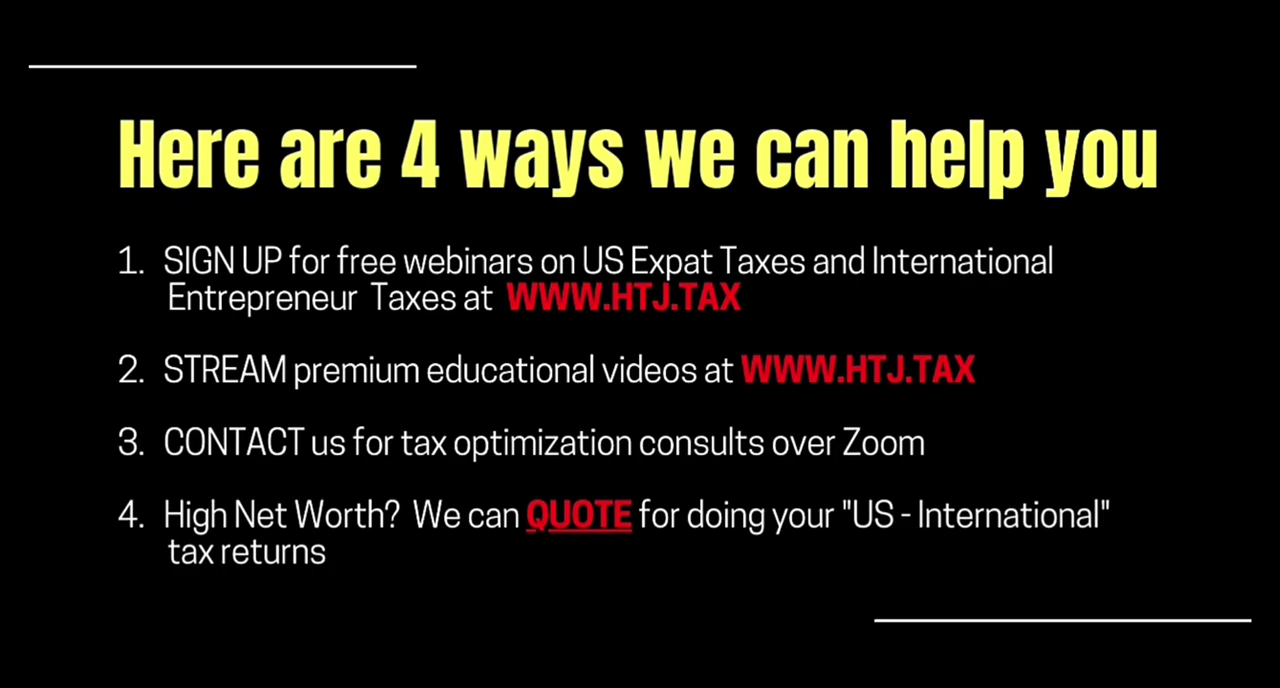 Here are 4 ways we can help you
1. SIGN UP for free webinars on US Expat Taxes and International
Entrepreneur Taxes at WWW.HTJ.TAX
2. STREAM premium educational videos at WWW.HTJ.TAX
3. CONTACT us for tax optimization consults over Zoom
4. High Net Worth? We can QUOTE for doing your "US - International"
tax returns